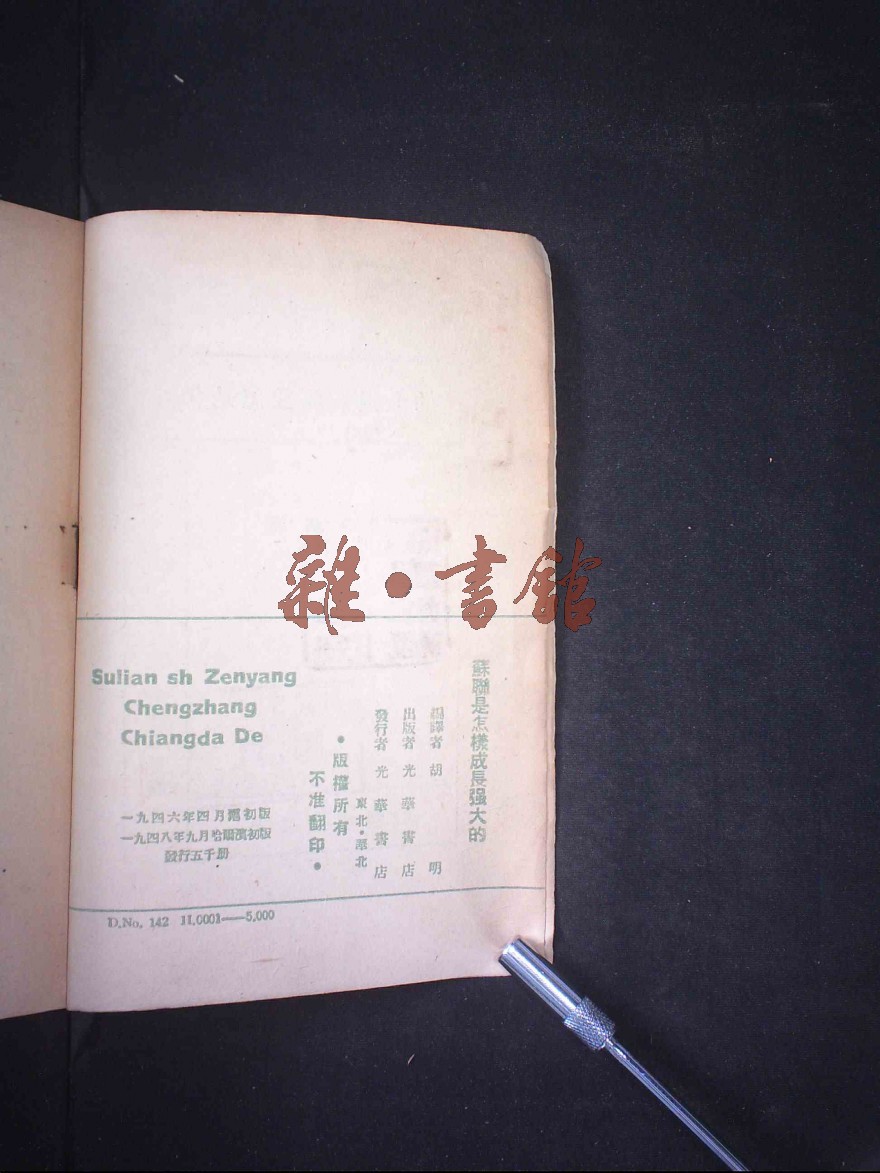 雜·書館
蘇聯是怎樣成長强大的
編譯者 胡 明
出版者 光華書店
發行者 光華書店
東北·華北
·版權所有
不准翻印·
Sulian sh Zenyang
Chengzhang
Chiangda De
一九四六年四月滬初版
一九四八年九月哈爾濱初版
發行五千册
D.No. 142 H.0001—5,000